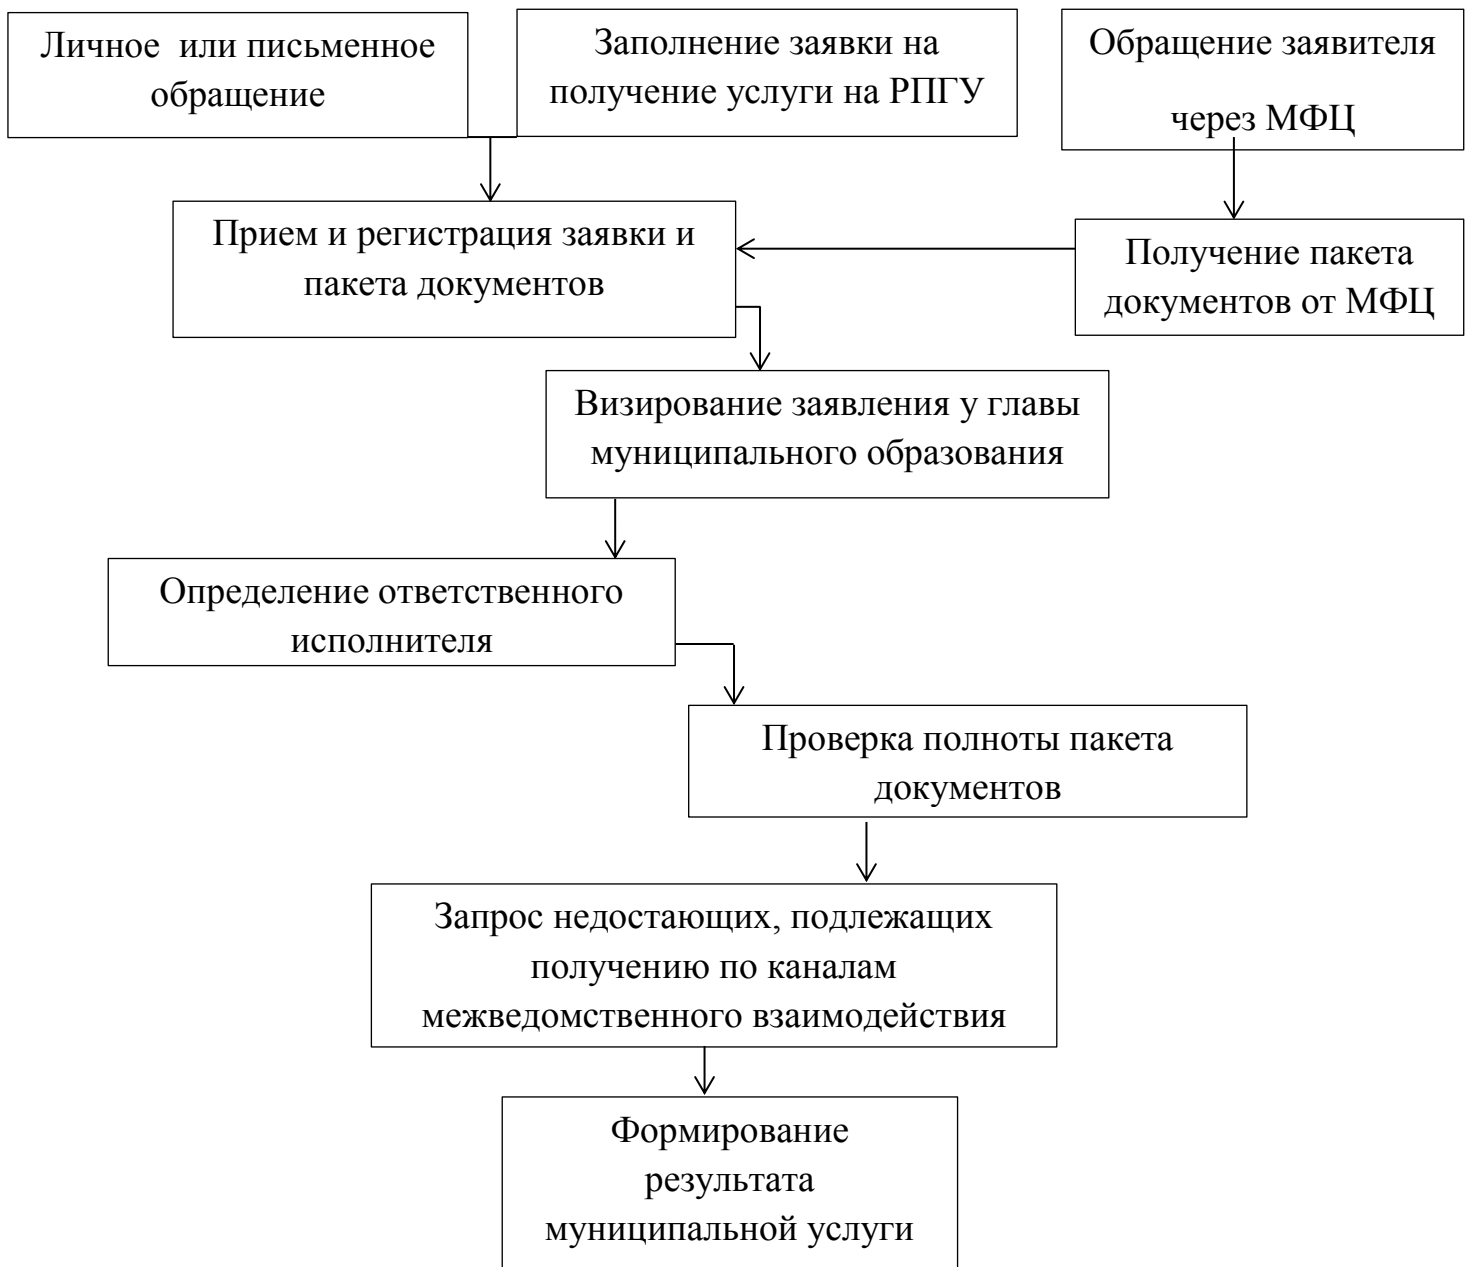 Личное или письменное
обращение
Заполнение заявки на
получение услуги на РПГУ
Обращение заявителя
через МФЦ
Прием и регистрация заявки и
пакета документов
Получение пакета
документов от МФЦ
Визирование заявления у главы
муниципального образования
Определение ответственного
исполнителя
Проверка полноты пакета
документов
Запрос недостающих, подлежащих
получению по каналам
межведомственного взаимодействия
Формирование
результата
муниципальной услуги